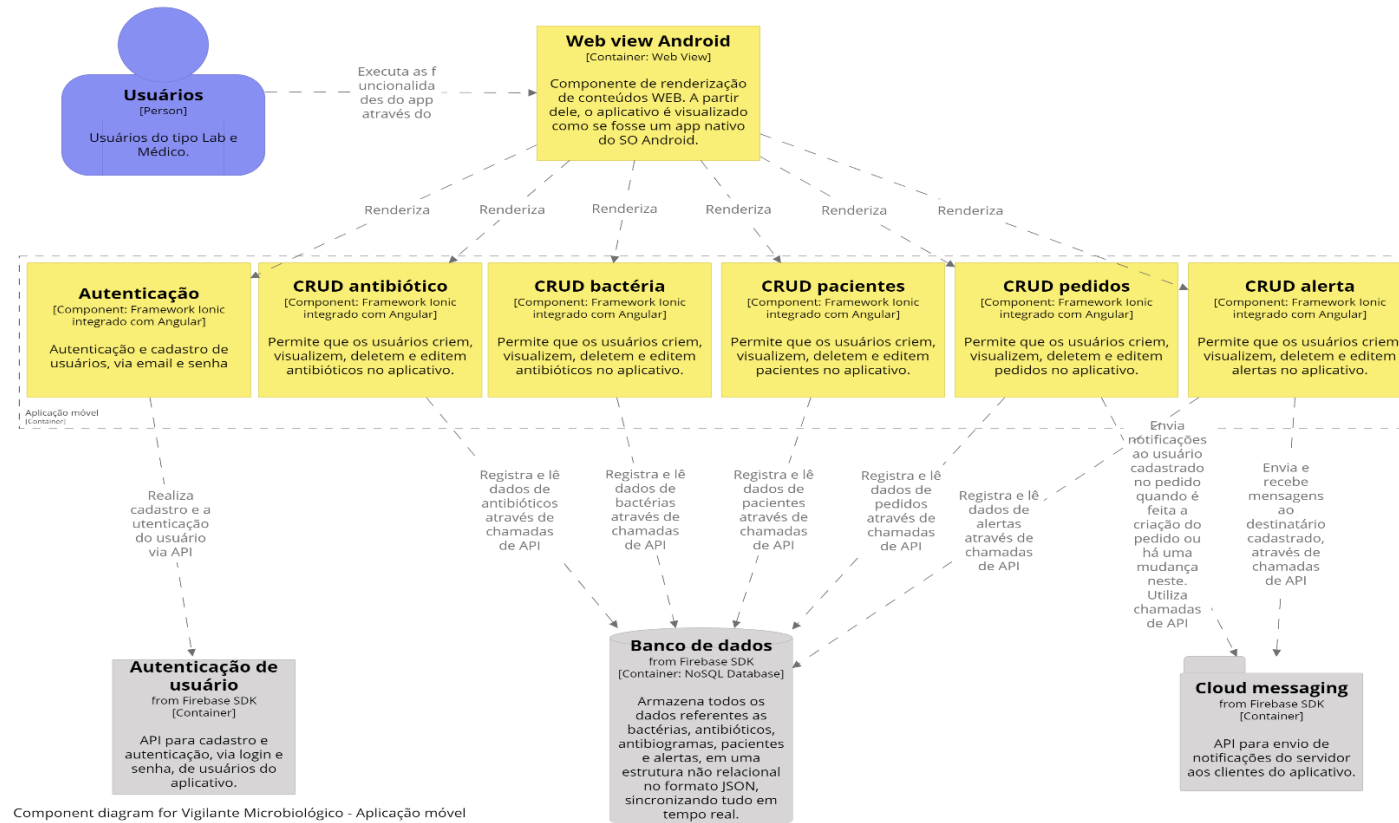 Usuários
[Person]
Usuários do tipo Lab e
Médico.
Executa as f
uncionalida
des do app
através do
Web view Android
[Container: Web View]
Componente de renderização
de conteúdos WEB. A partir
dele, o aplicativo é visualizado
como se fosse um app nativo
do SO Android.
Renderiza
Renderiza
Renderiza
Renderiza
Renderiza
Renderiza
Autenticação
[Component: Framework Ionic
integrado com Angular]
Autenticação e cadastro de
usuários, via email e senha
CRUD antibiótico
[Component: Framework Ionic
integrado com Angular]
Permite que os usuários criem,
visualizem, deletem e editem
antibióticos no aplicativo.
CRUD bactéria
[Component: Framework Ionic
integrado com Angular]
Permite que os usuários criem,
visualizem, deletem e editem
antibióticos no aplicativo.
CRUD pacientes
[Component: Framework Ionic
integrado com Angular]
Permite que os usuários criem,
visualizem, deletem e editem
pacientes no aplicativo.
CRUD pedidos
[Component: Framework Ionic
integrado com Angular]
Permite que os usuários criem,
visualizem, deletem e editem
pedidos no aplicativo.
CRUD alerta
[Component: Framework Ionic
integrado com Angular]
Permite que os usuários criem,
visualizem, deletem e editem
alertas no aplicativo.
Aplicação móvel
[Container]
Realiza
cadastro e a
utenticação
do usuário
via API
Registra e lê
dados de
antibióticos
através de
chamadas
de API
Registra e lê
dados de
bactérias
através de
chamadas
de API
Registra e lê
dados de
pacientes
através de
chamadas
de API
Registra e lê
dados de
pedidos
através de
chamadas
de API
Registra e lê
dados de
alertas
através de
chamadas
de API
Envia
notificações
ao usuário
cadastrado
no pedido
quando é
feita a
criação do
pedido ou
há uma
mudança
neste.
Utiliza
chamadas
de API
Envia e
recebe
mensagens
ao
destinatário
cadastrado,
através de
chamadas
de API
Autenticação de
usuário
from Firebase SDK
[Container]
API para cadastro e
autenticação, via login e
senha, de usuários do
aplicativo.
Banco de dados
from Firebase SDK
[Container: NoSQL Database]
Armazena todos os
dados referentes as
bactérias, antibióticos,
antibiogramas, pacientes
e alertas, em uma
estrutura não relacional
no formato JSON,
sincronizando tudo em
tempo real.
Cloud messaging
from Firebase SDK
[Container]
API para envio de
notificações do servidor
aos clientes do aplicativo.
Component diagram for Vigilante Microbiológico - Aplicação móvel